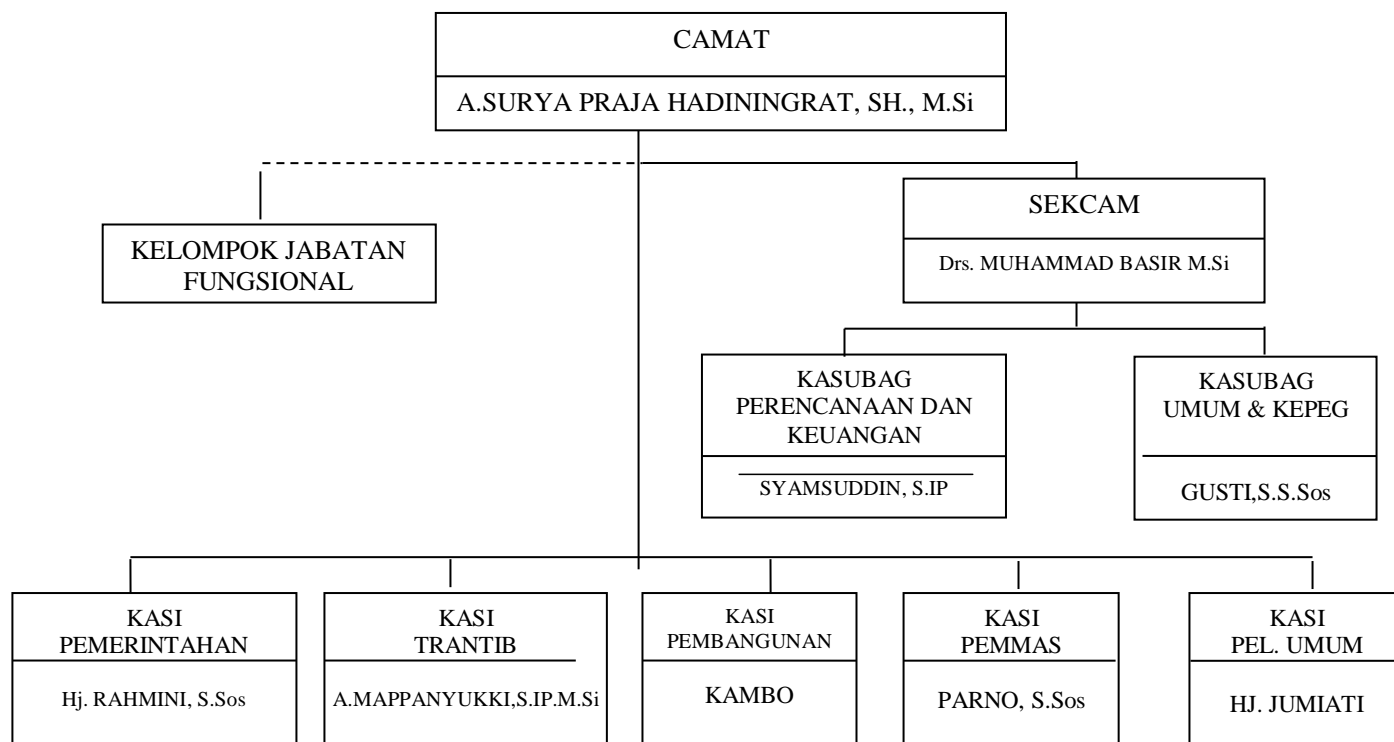 CAMAT
A.SURYA PRAJA HADININGRAT, SH., M.Si
SEKCAM
Drs. MUHAMMAD BASIR M.Si
KELOMPOK JABATAN
FUNGSIONAL
KASUBAG
PERENCANAAN DAN
KEUANGAN
SYAMSUDDIN, S.IP
KASUBAG
UMUM & KEPEG
GUSTI,S.S.Sos
KASI
PEMERINTAHAN
Hj. RAHMINI, S.Sos
KASI
TRANTIB
A.MAPPANYUKKI,S.IP.M.Si
KASI
PEMBANGUNAN
KAMBO
KASI
PEMMAS
PARNO, S.Sos
KASI
PEL. UMUM
HJ. JUMIATI